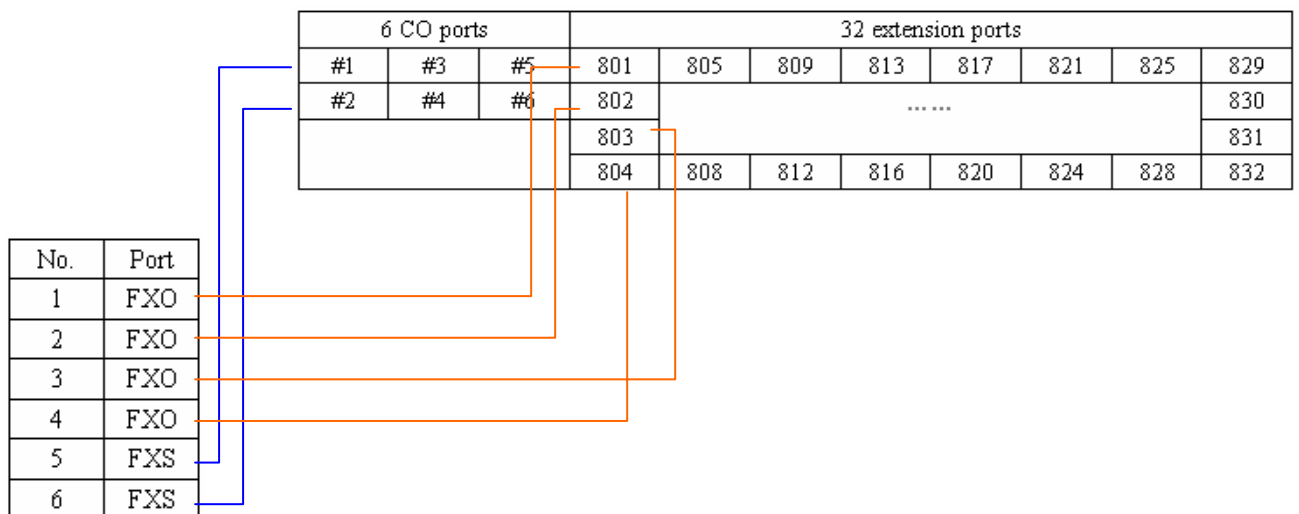 6 CO ports 32 extension ports
#1 #3 #5 801 805 809 813 817 821 825 829
#2 #4 #6 802 ... ... 830
803 831
804 808 812 816 820 824 828 832
No. Port
1 FXO
2 FXO
3 FXO
4 FXO
5 FXS
6 FXS